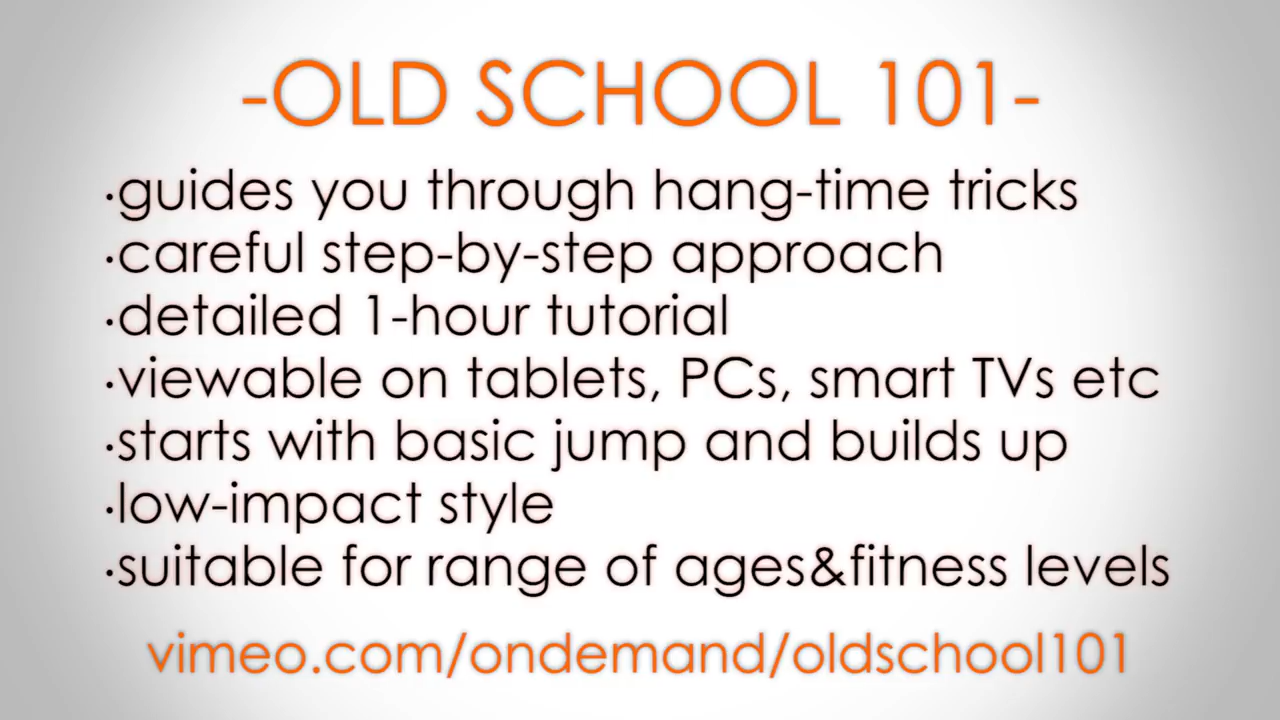 -OLD SCHOOL 101-
·guides you through hang-time tricks
·careful step-by-step approach
·detailed 1-hour tutorial
·viewable on tablets, PCs, smart TVs etc
·starts with basic jump and builds up
·low-impact style
·suitable for range of ages&fitness levels
vimeo.com/ondemand/oldschool101